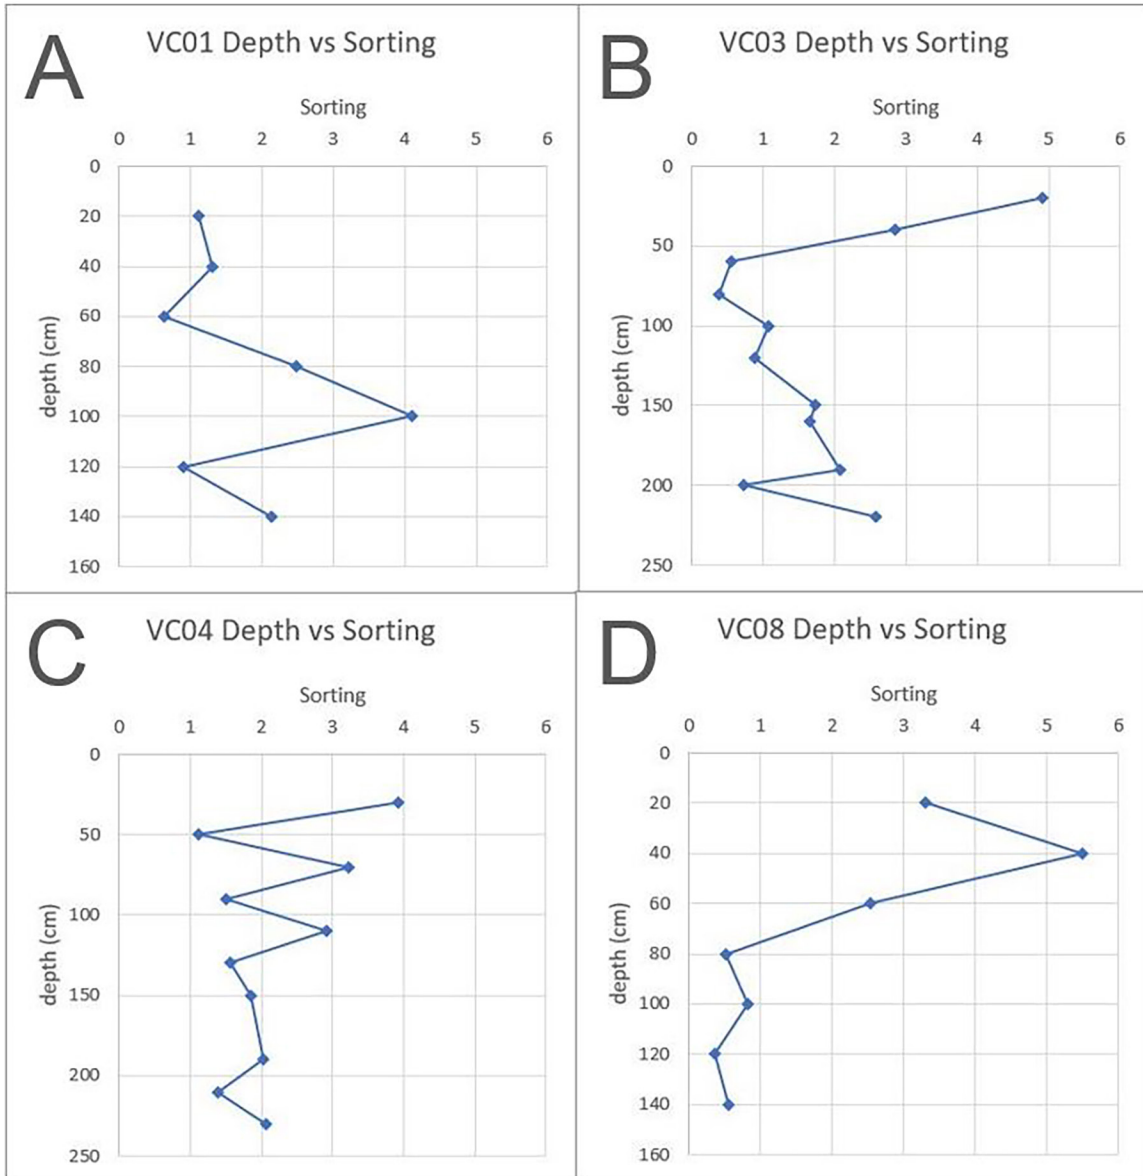 A
VC01 Depth vs Sorting
Sorting
0 1 2 3 4 5 6
0
20
40
60
80
100
120
140
160
depth (cm)
B
VC03 Depth vs Sorting
Sorting
0 1 2 3 4 5 6
0
50
100
150
200
250
depth (cm)
C
VC04 Depth vs Sorting
Sorting
0 1 2 3 4 5 6
0
50
100
150
200
250
depth (cm)
D
VC08 Depth vs Sorting
Sorting
0 1 2 3 4 5 6
0
20
40
60
80
100
120
140
160
depth (cm)